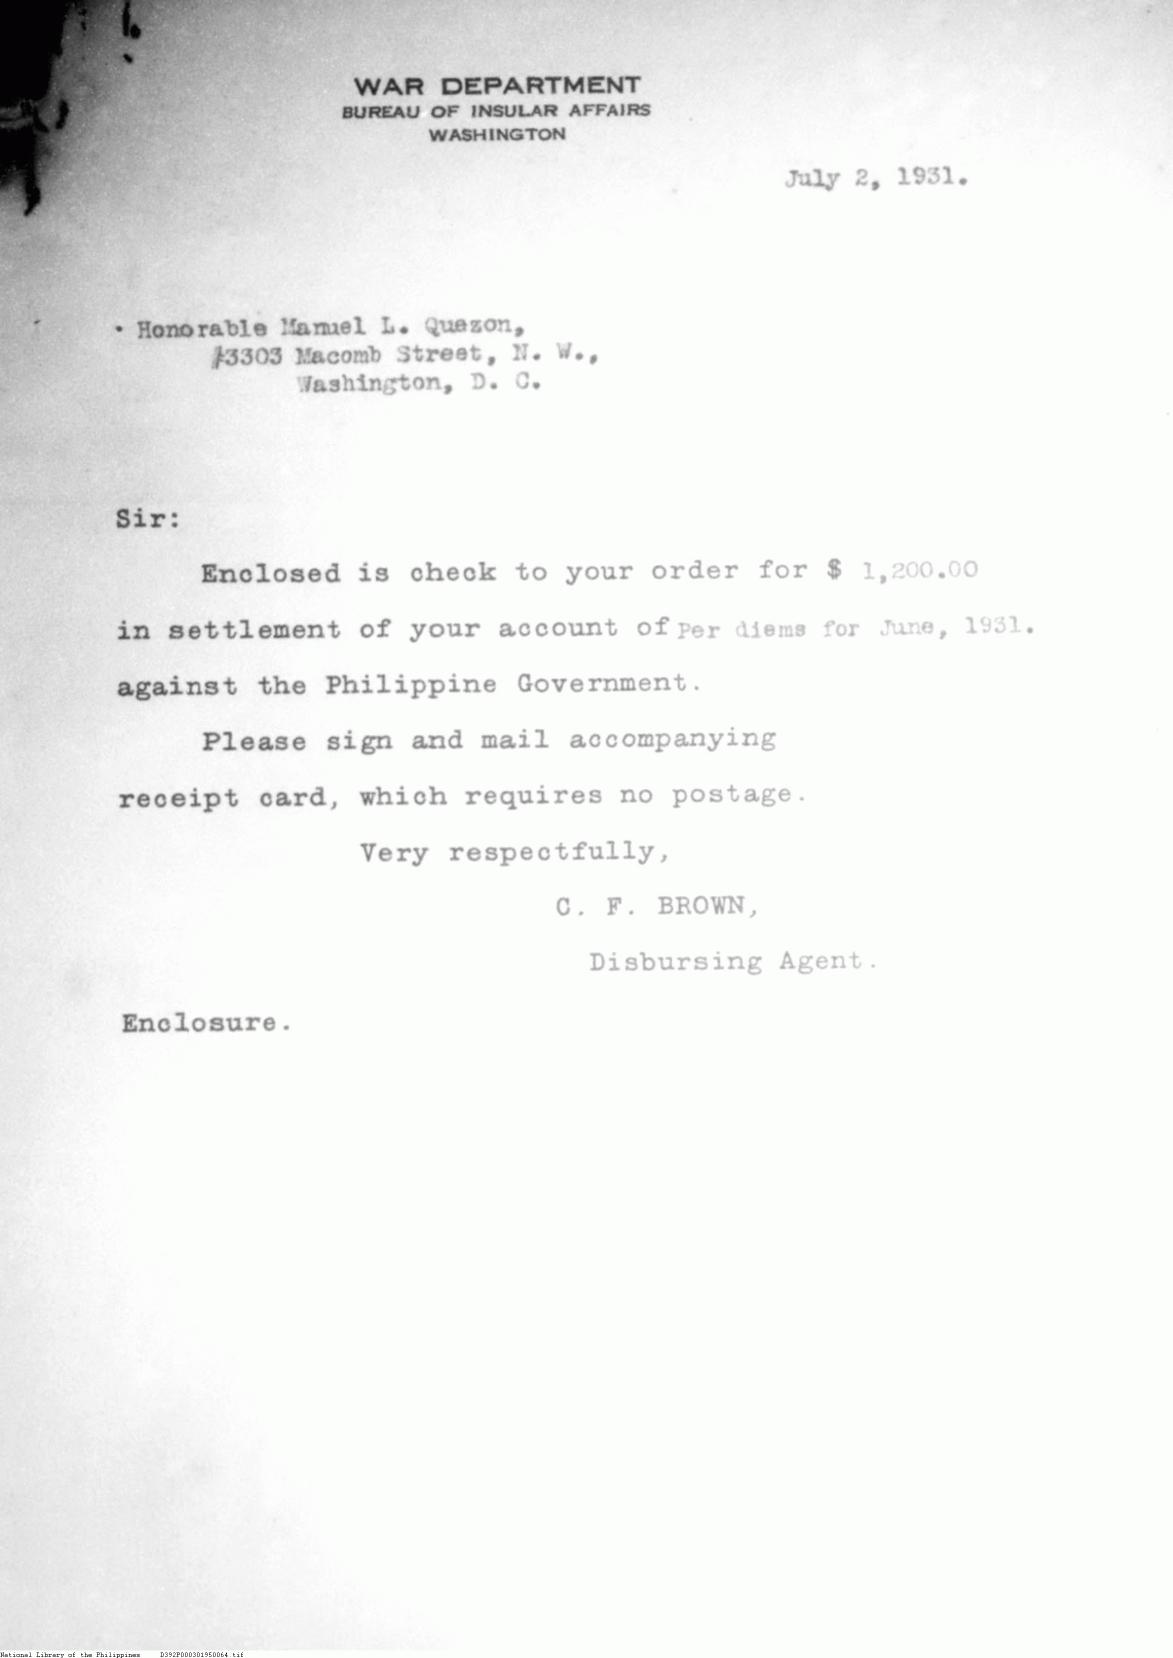 WAR DEPARTMENT
BUREAU OF INSULAR AFFAIRS
WASHINGTON
July 2, 1931.
Honorable Manuel L. Quezon,
3303 Macomb Street, N. W.,
Washington, D. C.
Sir:
Enclosed is check to your order for $ 1,200.00
in settlement of your account of Per diems for June, 1931.
against the Philippine Government.
Please sign and mail accompanying
receipt card, which requires no postage.
Very respectfully,
C. F. BROWN,
Disbursing Agent.
Enclosure.
National Library of the Philippines D392P000301950064.tif